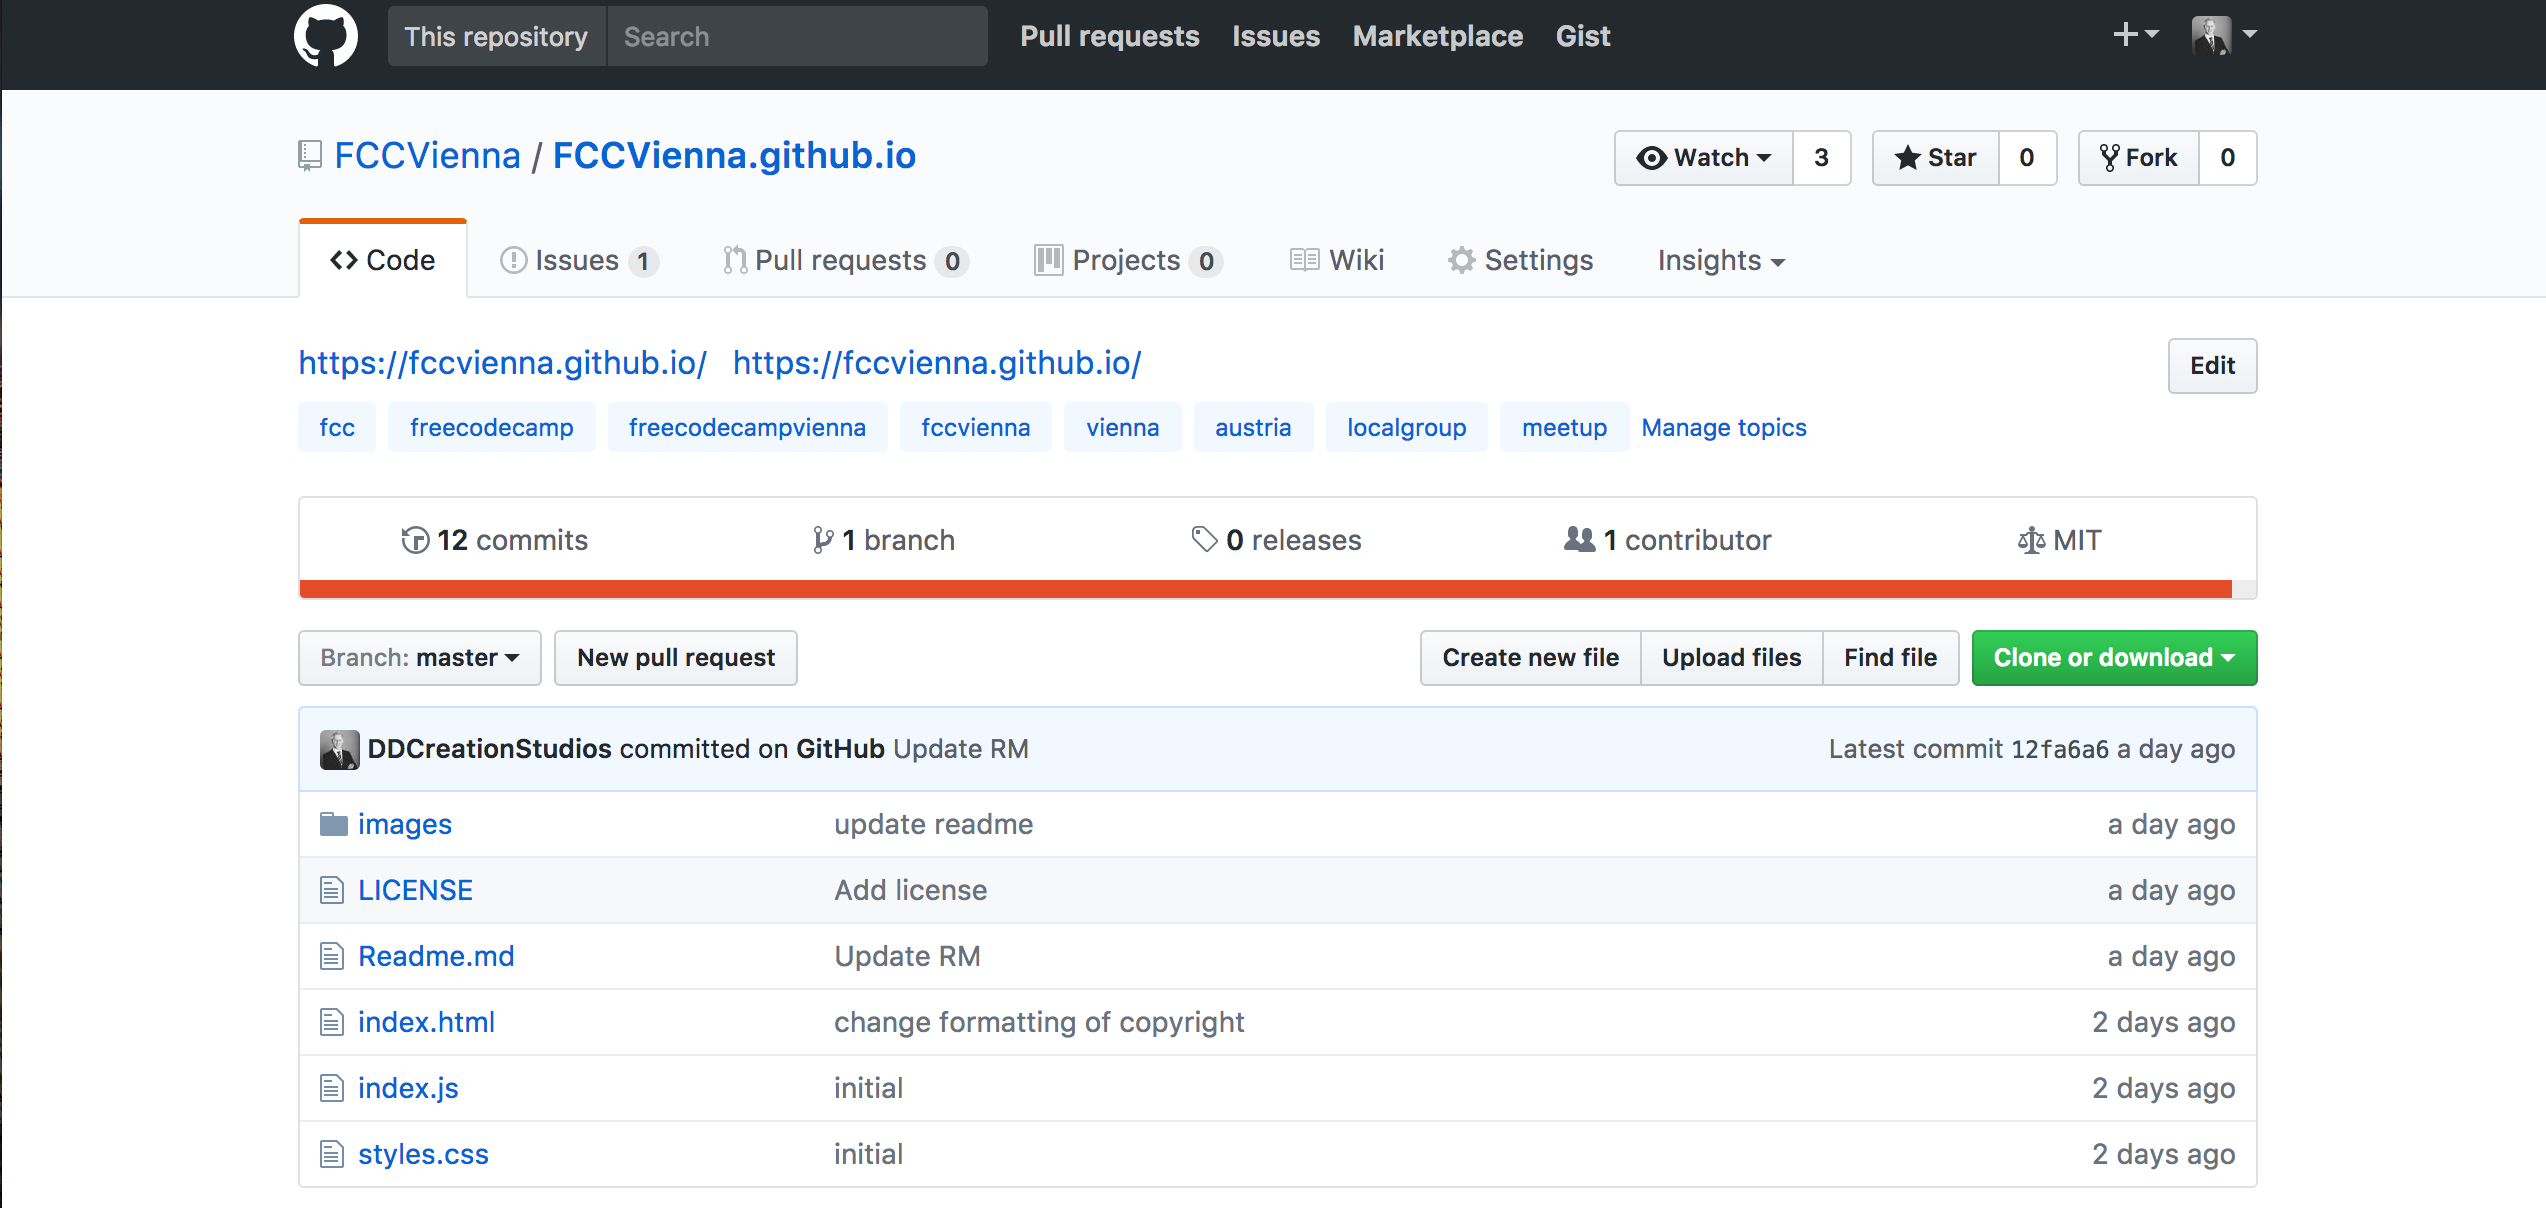 This repository Search Pull requests Issues Marketplace Gist
FCCVienna / FCCVienna.github.io Watch 3 Star 0 Fork 0
Code Issues 1 Pull requests 0 Projects 0 Wiki Settings Insights
https://fccvienna.github.io/ https://fccvienna.github.io/ Edit
fcc freecodecamp freecodecampvienna fccvienna vienna austria localgroup meetup Manage topics
12 commits 1 branch 0 releases 1 contributor MIT
Branch: master New pull request Create new file Upload files Find file Clone or download
DDCreationStudios committed on GitHub Update RM Latest commit 12fa6a6 a day ago
images update readme a day ago
LICENSE Add license a day ago
Readme.md Update RM a day ago
index.html change formatting of copyright 2 days ago
index.js initial 2 days ago
styles.css initial 2 days ago